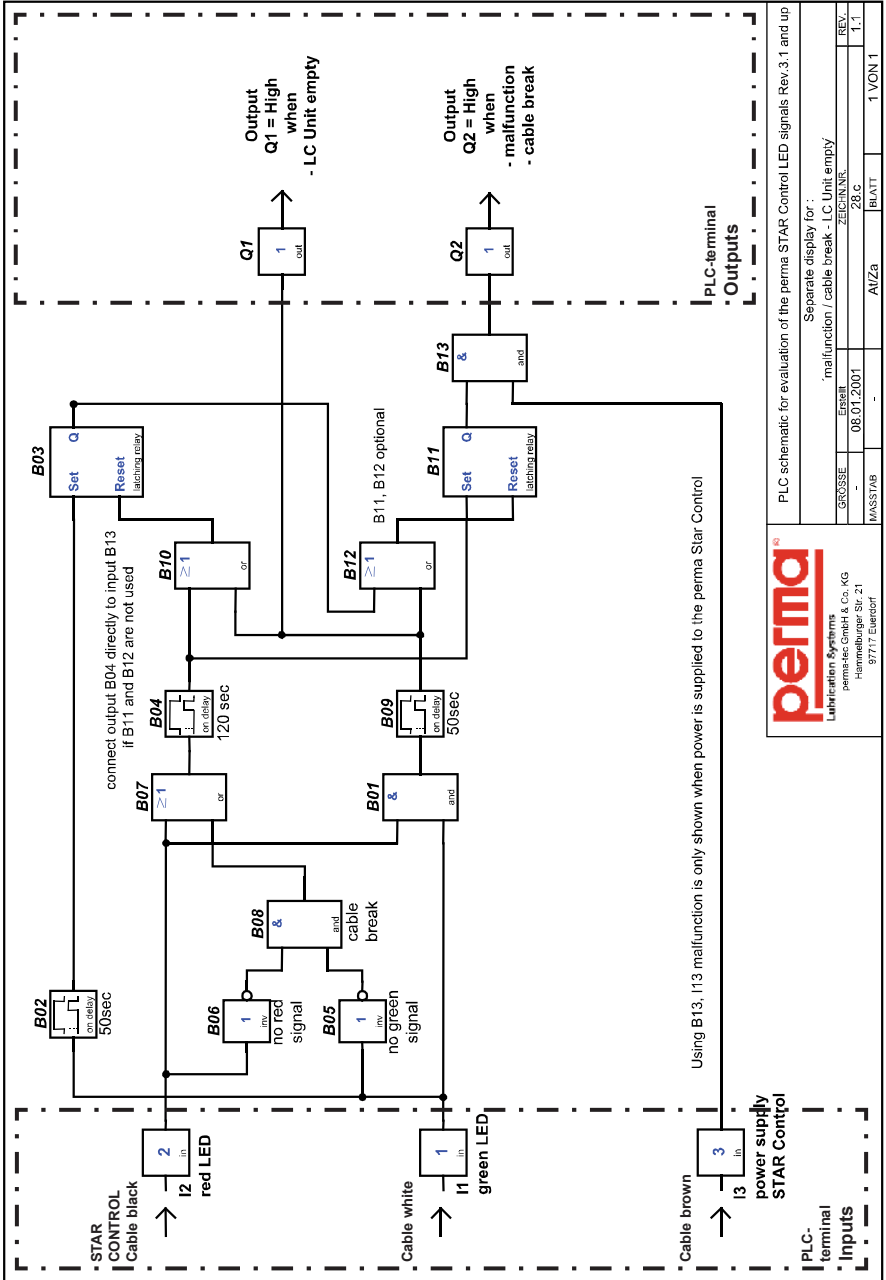 STAR
CONTROL
Cable black
I2
2
in
red LED
Cable white
I1
1
in
green LED
Cable brown
I3
3
in
power supply
STAR Control
PLC-
terminal
Inputs
B02
on delay
50sec
B06
1
inv
no red
signal
B05
1
inv
no green
signal
B08
&
and
cable
break
B07
≥1
or
B01
&
and
B04
on delay
120 sec
B09
on delay
50sec
connect output B04 directly to input B13
if B11 and B12 are not used
B10
≥1
or
B12
≥1
or
B11, B12 optional
B03
Set
Q
Reset
latching relay
B11
Set
Q
Reset
latching relay
B13
&
and
Using B13, I13 malfunction is only shown when power is supplied to the perma Star Control
Q1
1
out
Output
Q1 = High
when
- LC Unit empty
Q2
1
out
Output
Q2 = High
when
- malfunction
- cable break
PLC-terminal
Outputs
perma®
Lubrication Systems
perma-tec GmbH & Co. KG
Hammelburger Str. 21
97717 Euerdorf
PLC schematic for evaluation of the perma STAR Control LED signals Rev.3.1 and up
Separate display for :
´malfunction / cable break - LC Unit empty´
GRÖSSE
-
Erstellt
08.01.2001
ZEICHN.NR.
28.c
REV.
1.1
MASSTAB
-
At/Za
BLATT
1 VON 1